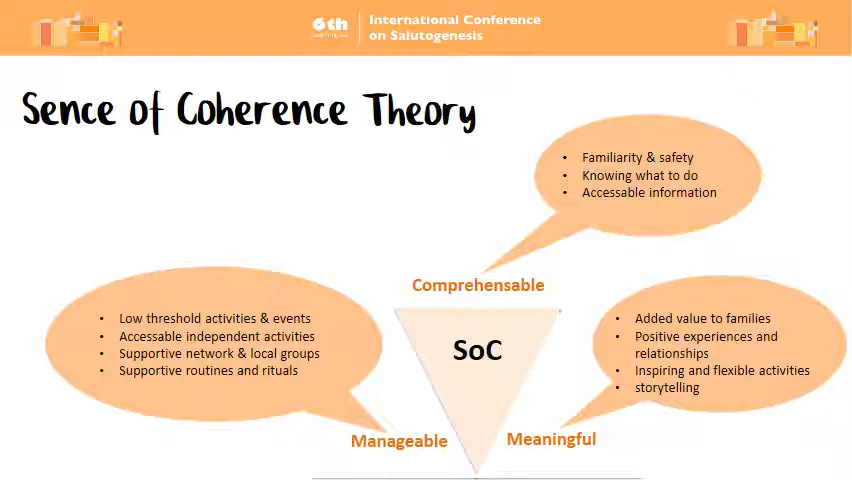 6th
International Conference
on Salutogenesis
Sence of Coherence Theory
• Familiarity & safety
• Knowing what to do
• Accessable information
Comprehensable
• Low threshold activities & events
• Accessable independent activities
• Supportive network & local groups
• Supportive routines and rituals
SoC
• Added value to families
• Positive experiences and
relationships
• Inspiring and flexible activities
• storytelling
Manageable
Meaningful